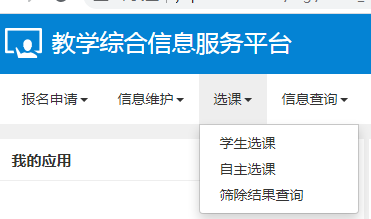 教学综合信息服务平台
报名申请 信息维护 选课 信息查询
学生选课
我的应用
自主选课
筛除结果查询